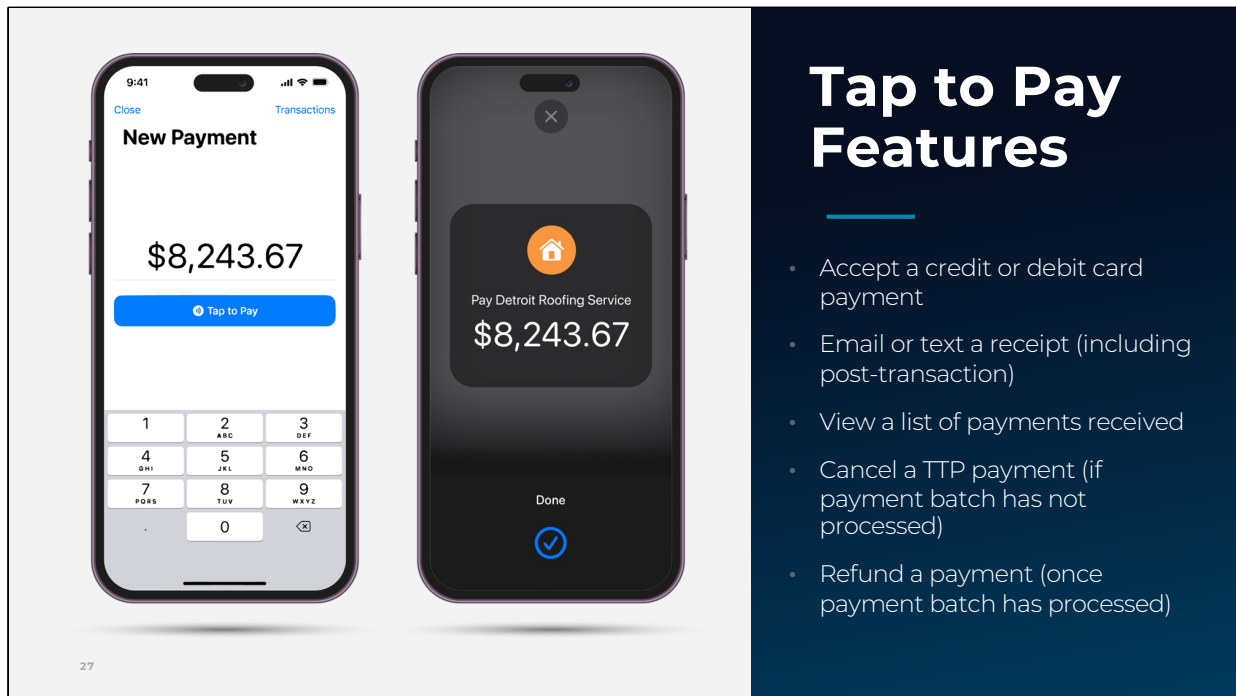 9:41
Close Transactions
New Payment
$8,243.67
Tap to Pay
1 2 3
ABC DEF
4 5 6
GHI JKL MNO
7 8 9
PQRS TUV WXYZ
. 0
Pay Detroit Roofing Service
$8,243.67
Done
Tap to Pay
Features
• Accept a credit or debit card
payment
• Email or text a receipt (including
post-transaction)
• View a list of payments received
• Cancel a TTP payment (if
payment batch has not
processed)
• Refund a payment (once
payment batch has processed)
27